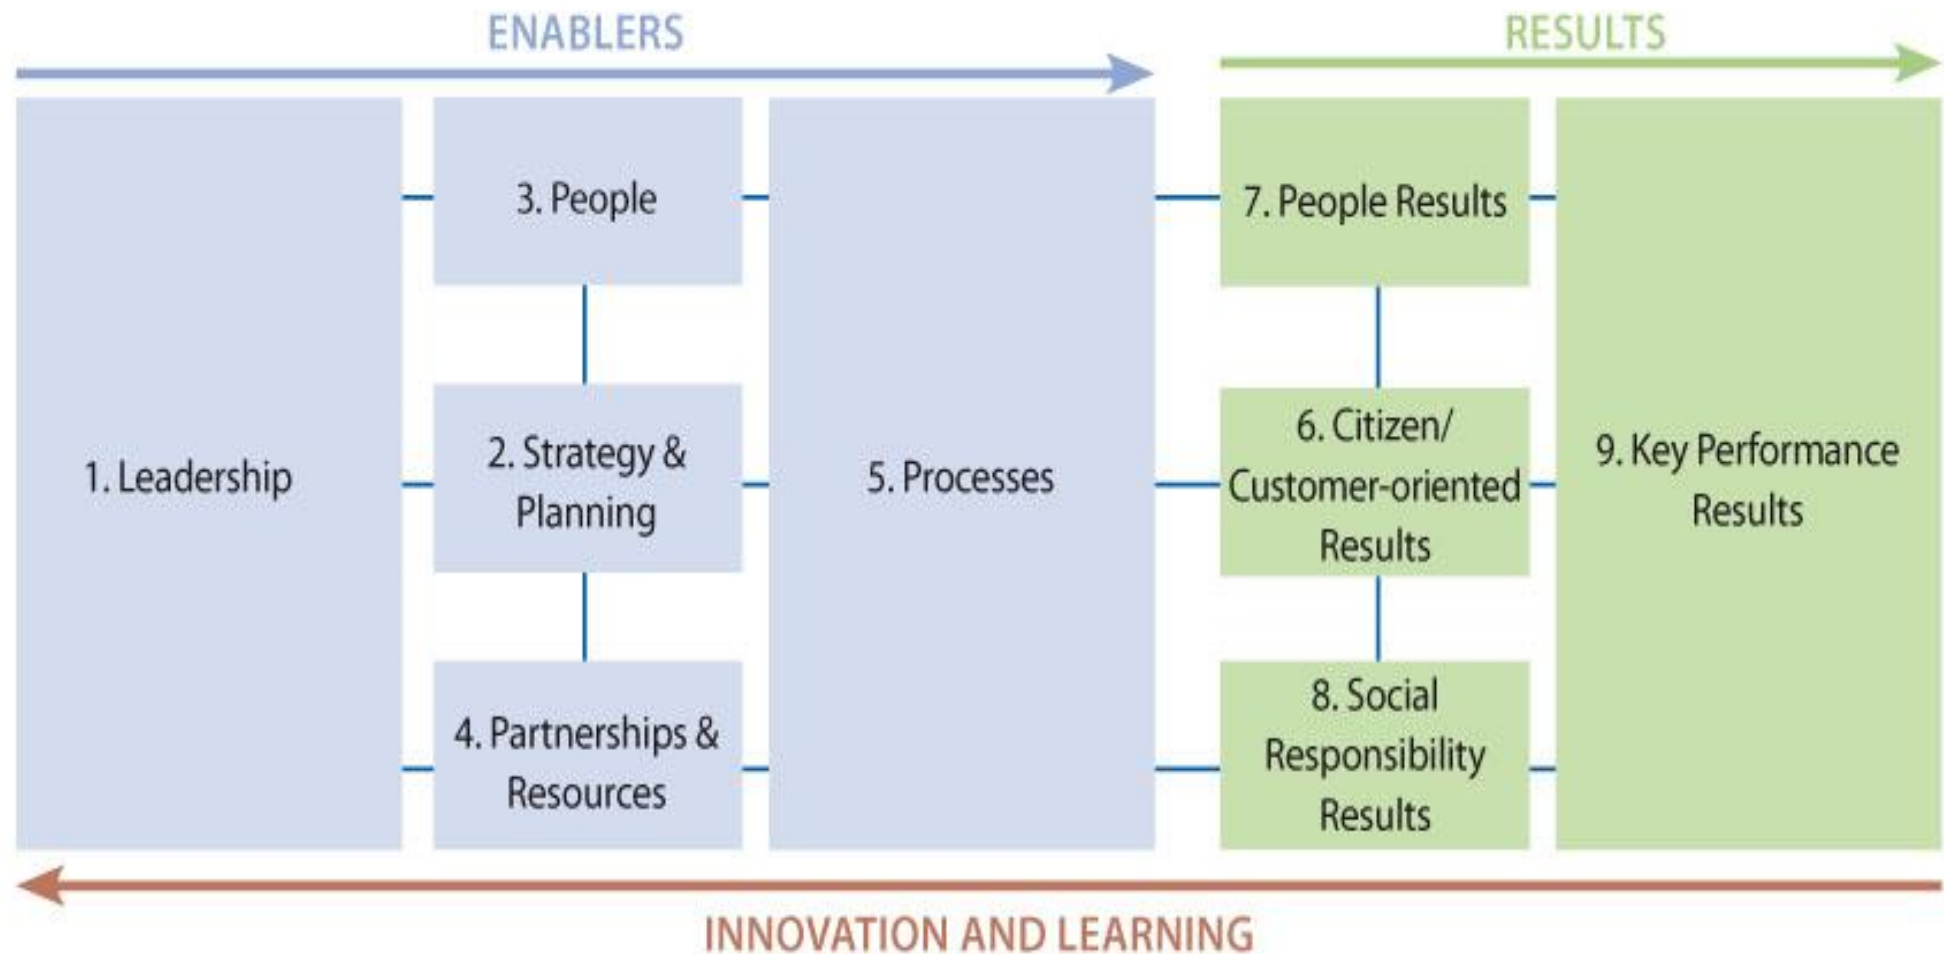 ENABLERS
RESULTS
1. Leadership
3. People
2. Strategy &
Planning
4. Partnerships &
Resources
5. Processes
7. People Results
6. Citizen/
Customer-oriented
Results
8. Social
Responsibility
Results
9. Key Performance
Results
INNOVATION AND LEARNING